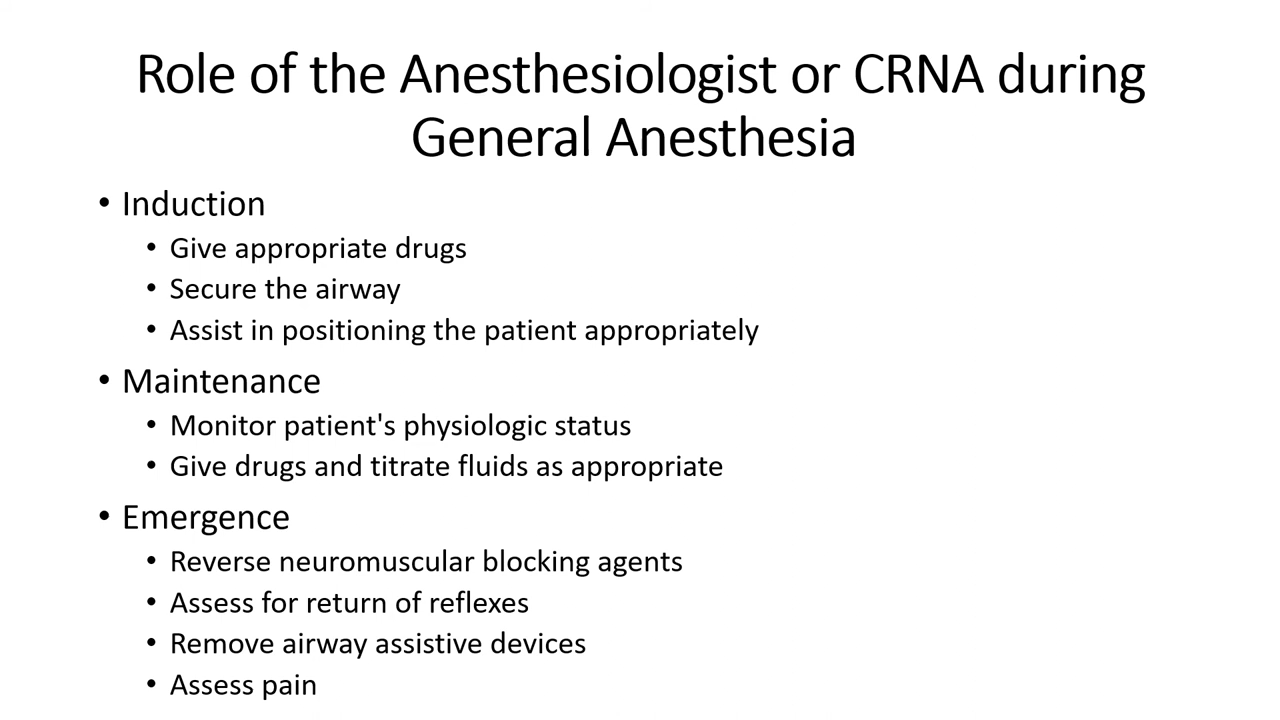 Role of the Anesthesiologist or CRNA during
General Anesthesia
• Induction
• Give appropriate drugs
• Secure the airway
• Assist in positioning the patient appropriately
• Maintenance
• Monitor patient's physiologic status
• Give drugs and titrate fluids as appropriate
• Emergence
• Reverse neuromuscular blocking agents
• Assess for return of reflexes
• Remove airway assistive devices
• Assess pain